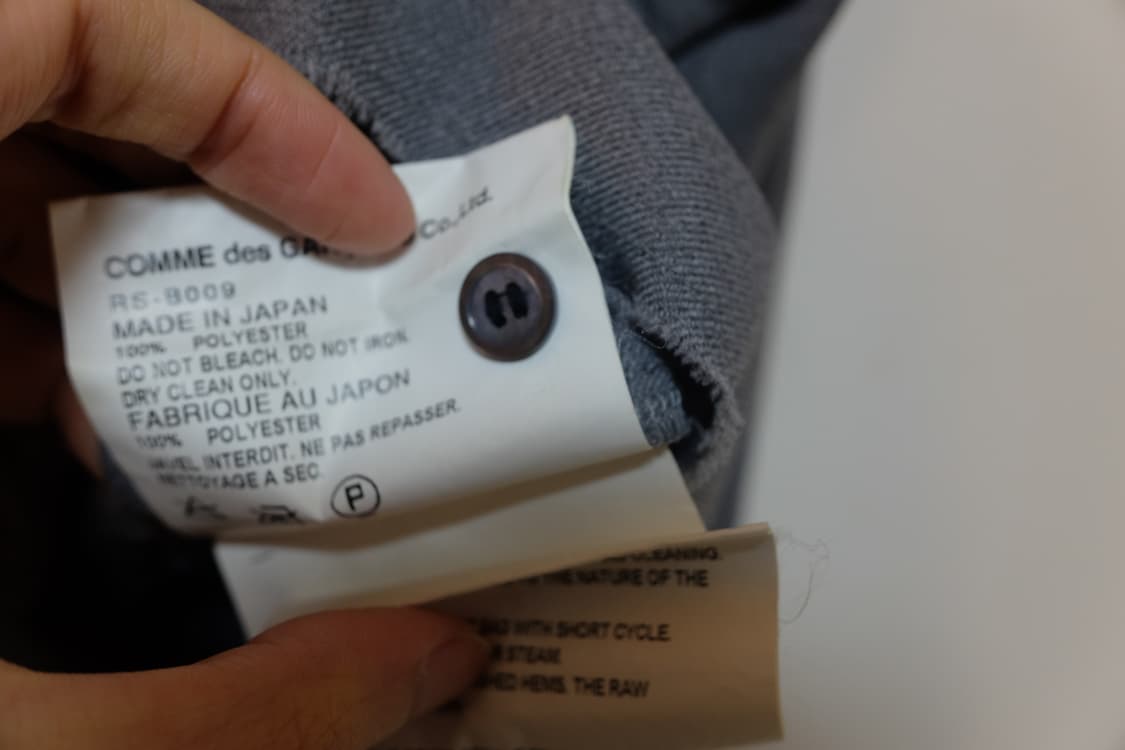 COMME des GA Co.,Ltd.
RS-B009
MADE IN JAPAN
100% POLYESTER
DO NOT BLEACH. DO NOT IRON.
DRY CLEAN ONLY.
FABRIQUE AU JAPON
100% POLYESTER
INTERDIT. NE PAS REPASSER.
NETTOYAGE A SEC.
P
CLEANING.
THE NATURE OF THE
BAG WITH SHORT CYCLE.
STEAM.
HEMS. THE RAW